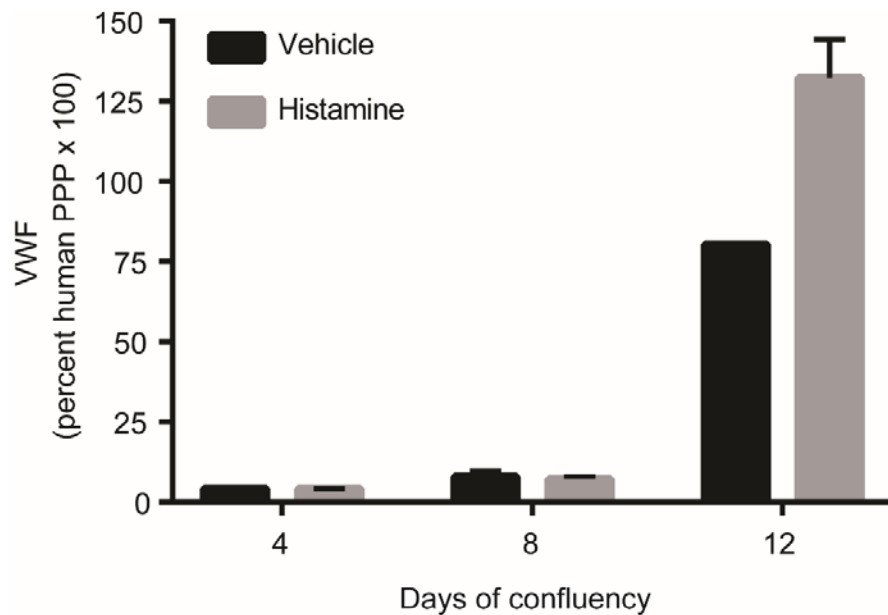 150
125
100
75
50
25
0
VWF
(percent human PPP x 100)
Vehicle
Histamine
4 8 12
Days of confluency